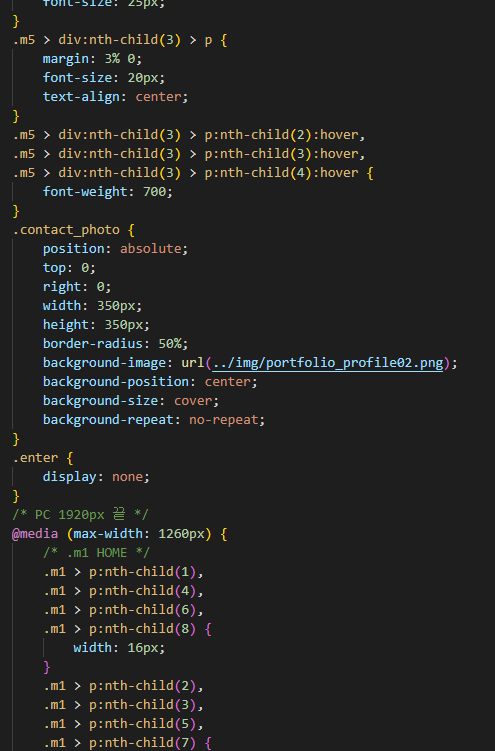 font-size: 25px;
}
.m5 > div:nth-child(3) > p {
    margin: 3% 0;
    font-size: 20px;
    text-align: center;
}
.m5 > div:nth-child(3) > p:nth-child(2):hover,
.m5 > div:nth-child(3) > p:nth-child(3):hover,
.m5 > div:nth-child(3) > p:nth-child(4):hover {
    font-weight: 700;
}
.contact_photo {
    position: absolute;
    top: 0;
    right: 0;
    width: 350px;
    height: 350px;
    border-radius: 50%;
    background-image: url(../img/portfolio_profile02.png);
    background-position: center;
    background-size: cover;
    background-repeat: no-repeat;
}
.enter {
    display: none;
}
/* PC 1920px 끝 */
@media (max-width: 1260px) {
    /* .m1 HOME */
    .m1 > p:nth-child(1),
    .m1 > p:nth-child(4),
    .m1 > p:nth-child(6),
    .m1 > p:nth-child(8) {
        width: 16px;
    }
    .m1 > p:nth-child(2),
    .m1 > p:nth-child(3),
    .m1 > p:nth-child(5),
    .m1 > p:nth-child(7) {